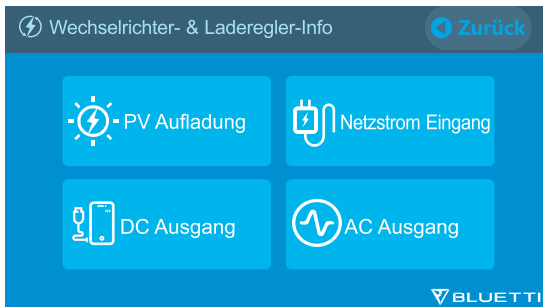 Wechselrichter- & Laderegler-Info
Zurück
PV Aufladung
Netzstrom Eingang
DC Ausgang
AC Ausgang
BLUETTI